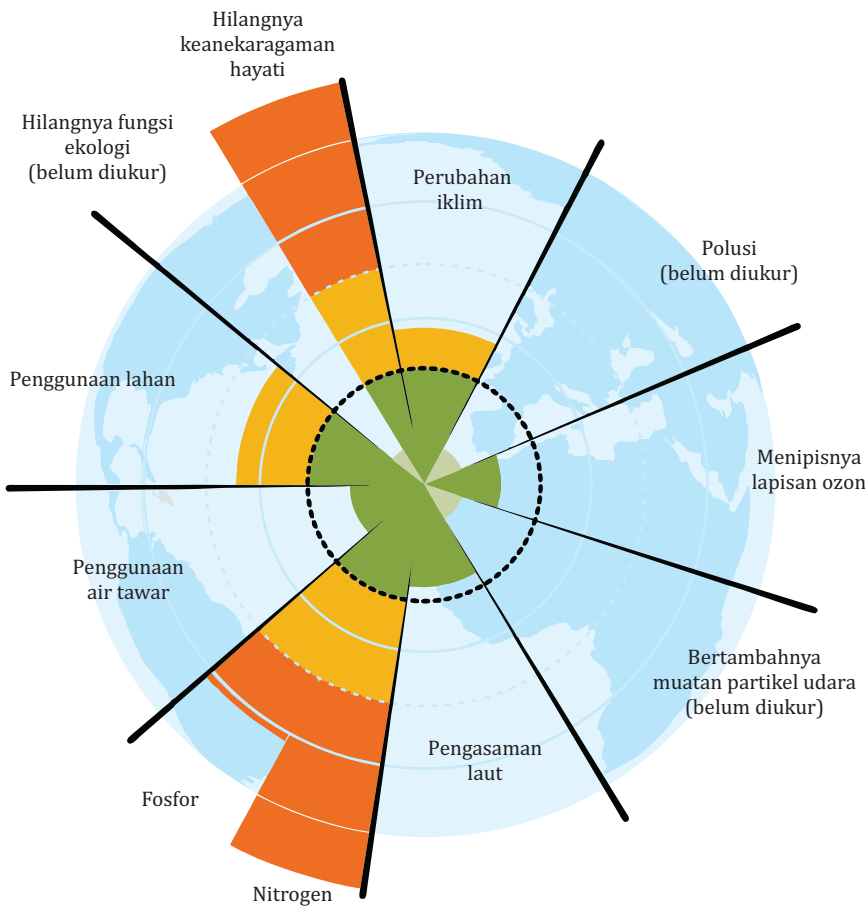 Hilangnya
keanekaragaman
hayati
Hilangnya fungsi
ekologi
(belum diukur)
Perubahan
iklim
Polusi
(belum diukur)
Penggunaan lahan
Menipisnya
lapisan ozon
Penggunaan
air tawar
Bertambahnya
muatan partikel udara
(belum diukur)
Pengasaman
laut
Fosfor
Nitrogen